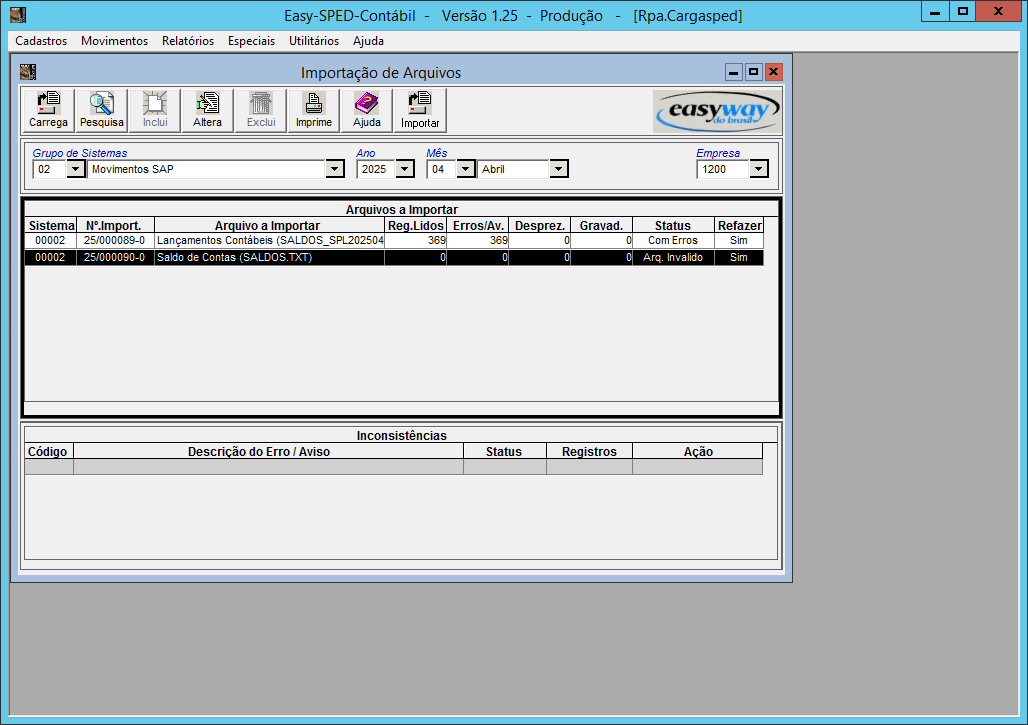 Easy-SPED-Contábil - Versão 1.25 - Produção - [Rpa.Cargasped]
Cadastros Movimentos Relatórios Especiais Utilitários Ajuda
Importação de Arquivos
Carrega Pesquisa Inclui Altera Exclui Imprime Ajuda Importar
easyway
do brasil
Grupo de Sistemas Ano Mês Empresa
02 Movimentos SAP 2025 04 Abril 1200
Arquivos a Importar
Sistema Nº.Import. Arquivo a Importar Reg.Lidos Erros/Av. Desprez. Gravad. Status Refazer
00002 25/000089-0 Lançamentos Contábeis (SALDOS_SPL202504 369 369 0 0 Com Erros Sim
00002 25/000090-0 Saldo de Contas (SALDOS.TXT) 0 0 0 0 Arq. Invalido Sim
Inconsistências
Código Descrição do Erro / Aviso Status Registros Ação